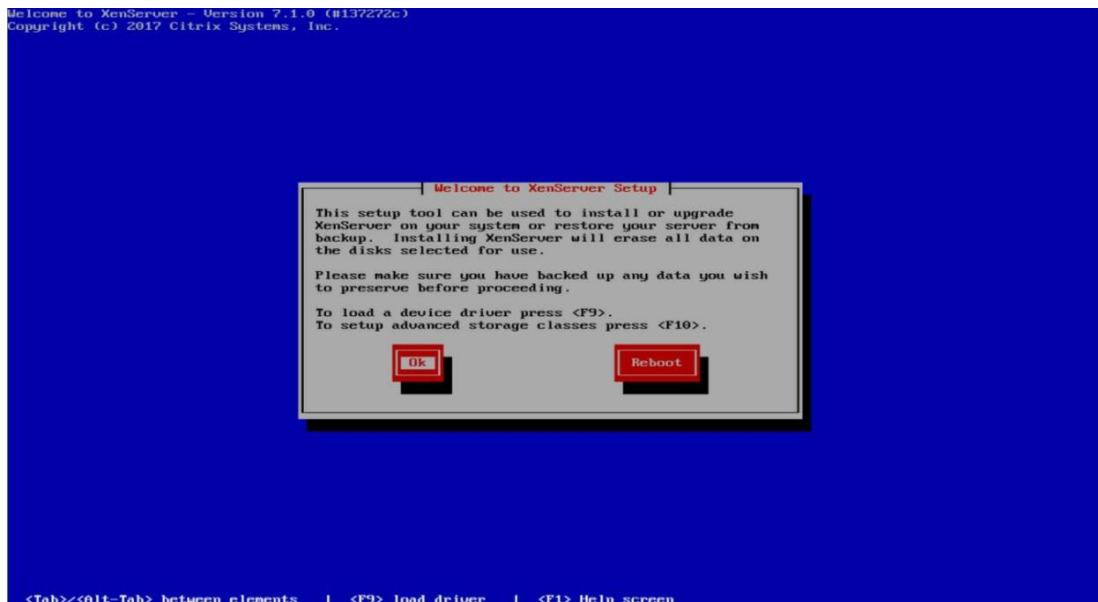 Welcome to XenServer - Version 7.1.0 (#137272c)
Copyright (c) 2017 Citrix Systems, Inc.
Welcome to XenServer Setup
This setup tool can be used to install or upgrade
XenServer on your system or restore your server from
backup.  Installing XenServer will erase all data on
the disks selected for use.
Please make sure you have backed up any data you wish
to preserve before proceeding.
To load a device driver press <F9>.
To setup advanced storage classes press <F10>.
Ok Reboot
<Tab>/<Alt-Tab> between elements | <F9> load driver | <F1> Help screen